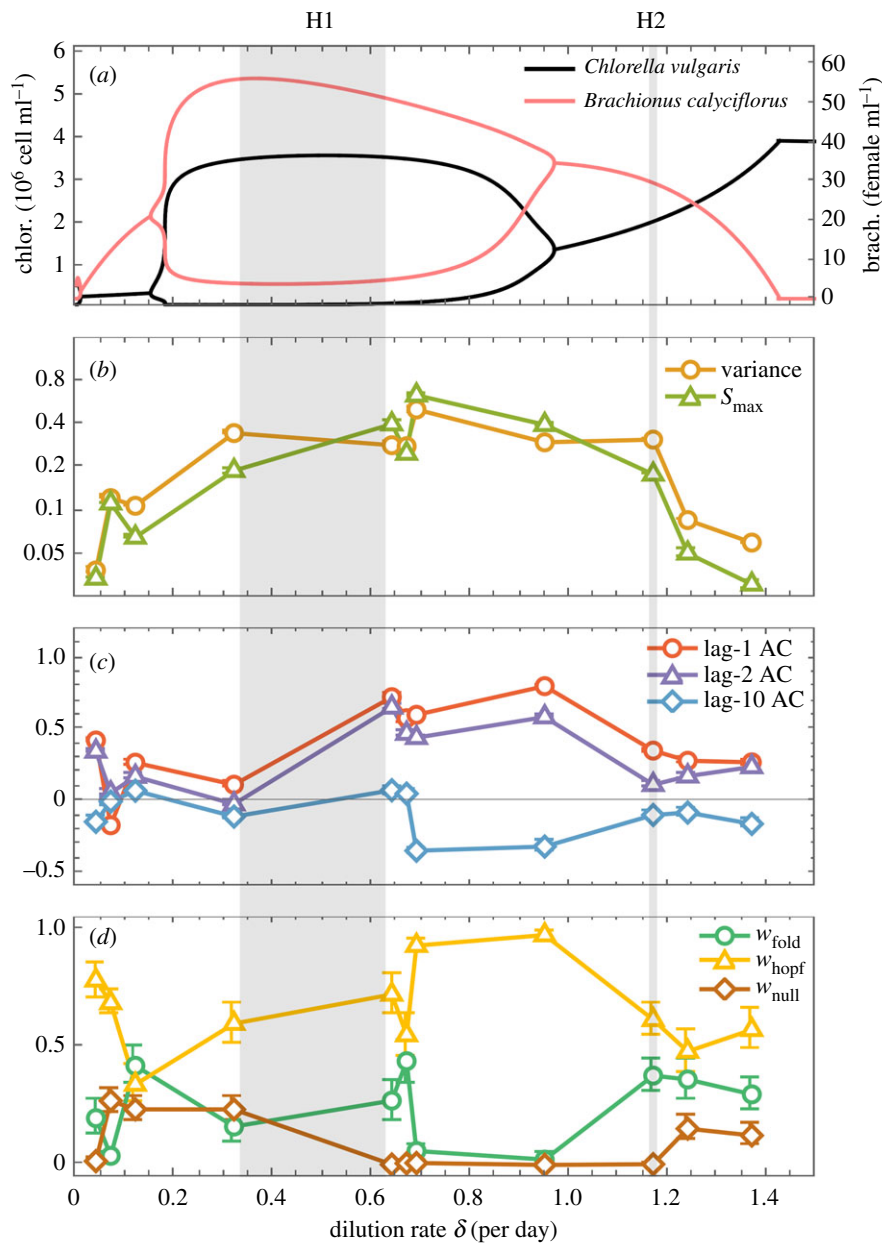 H1 H2
(a)
Chlorella vulgaris
Brachionus calyciflorus
chlor. (10⁶ cell ml⁻¹)
6
5
4
3
2
1
brach. (female ml⁻¹)
60
50
40
30
20
10
0
(b)
variance
Smax
0.8
0.4
0.2
0.1
0.05
(c)
lag-1 AC
lag-2 AC
lag-10 AC
1.0
0.5
0
–0.5
(d)
wfold
whopf
wnull
1.0
0.5
0
0 0.2 0.4 0.6 0.8 1.0 1.2 1.4
dilution rate δ (per day)